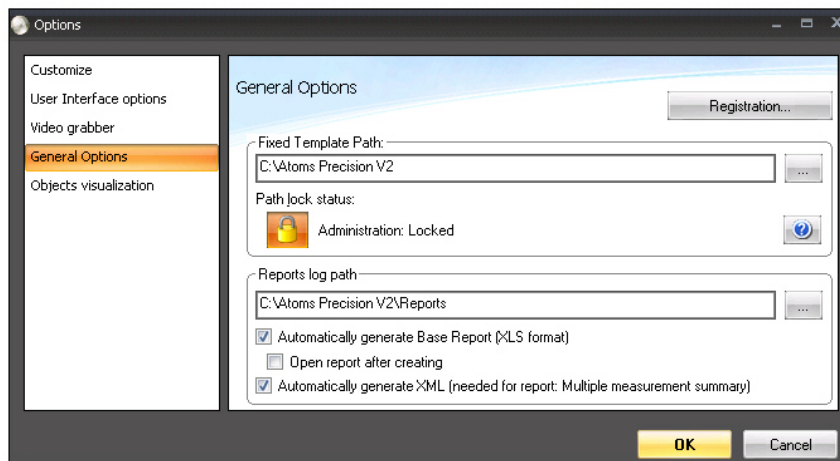 Options
Customize
User Interface options
Video grabber
General Options
Objects visualization
General Options
Registration...
Fixed Template Path:
C:\Atoms Precision V2
...
Path lock status:
Administration: Locked
Reports log path
C:\Atoms Precision V2\Reports
...
Automatically generate Base Report (XLS format)
Open report after creating
Automatically generate XML (needed for report: Multiple measurement summary)
OK
Cancel